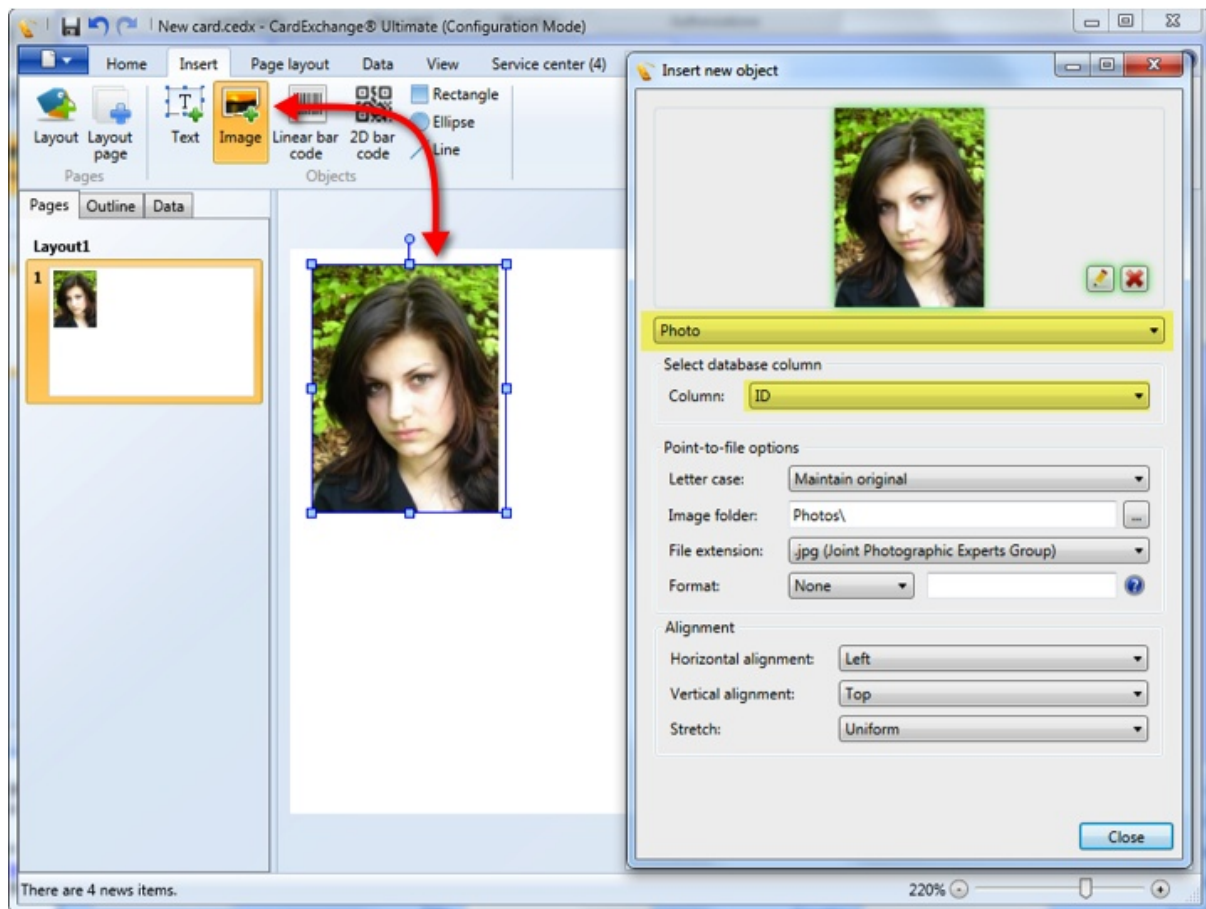 New card.cedx - CardExchange® Ultimate (Configuration Mode)
Home Insert Page layout Data View Service center (4)
Layout
Layout page
Text
Image
Linear bar code
2D bar code
Rectangle
Ellipse
Line
Pages
Objects
Pages Outline Data
Layout1
1
Insert new object
Photo
Select database column
Column: ID
Point-to-file options
Letter case: Maintain original
Image folder: Photos\ ...
File extension: .jpg (Joint Photographic Experts Group)
Format: None ?
Alignment
Horizontal alignment: Left
Vertical alignment: Top
Stretch: Uniform
Close
There are 4 news items.
220%